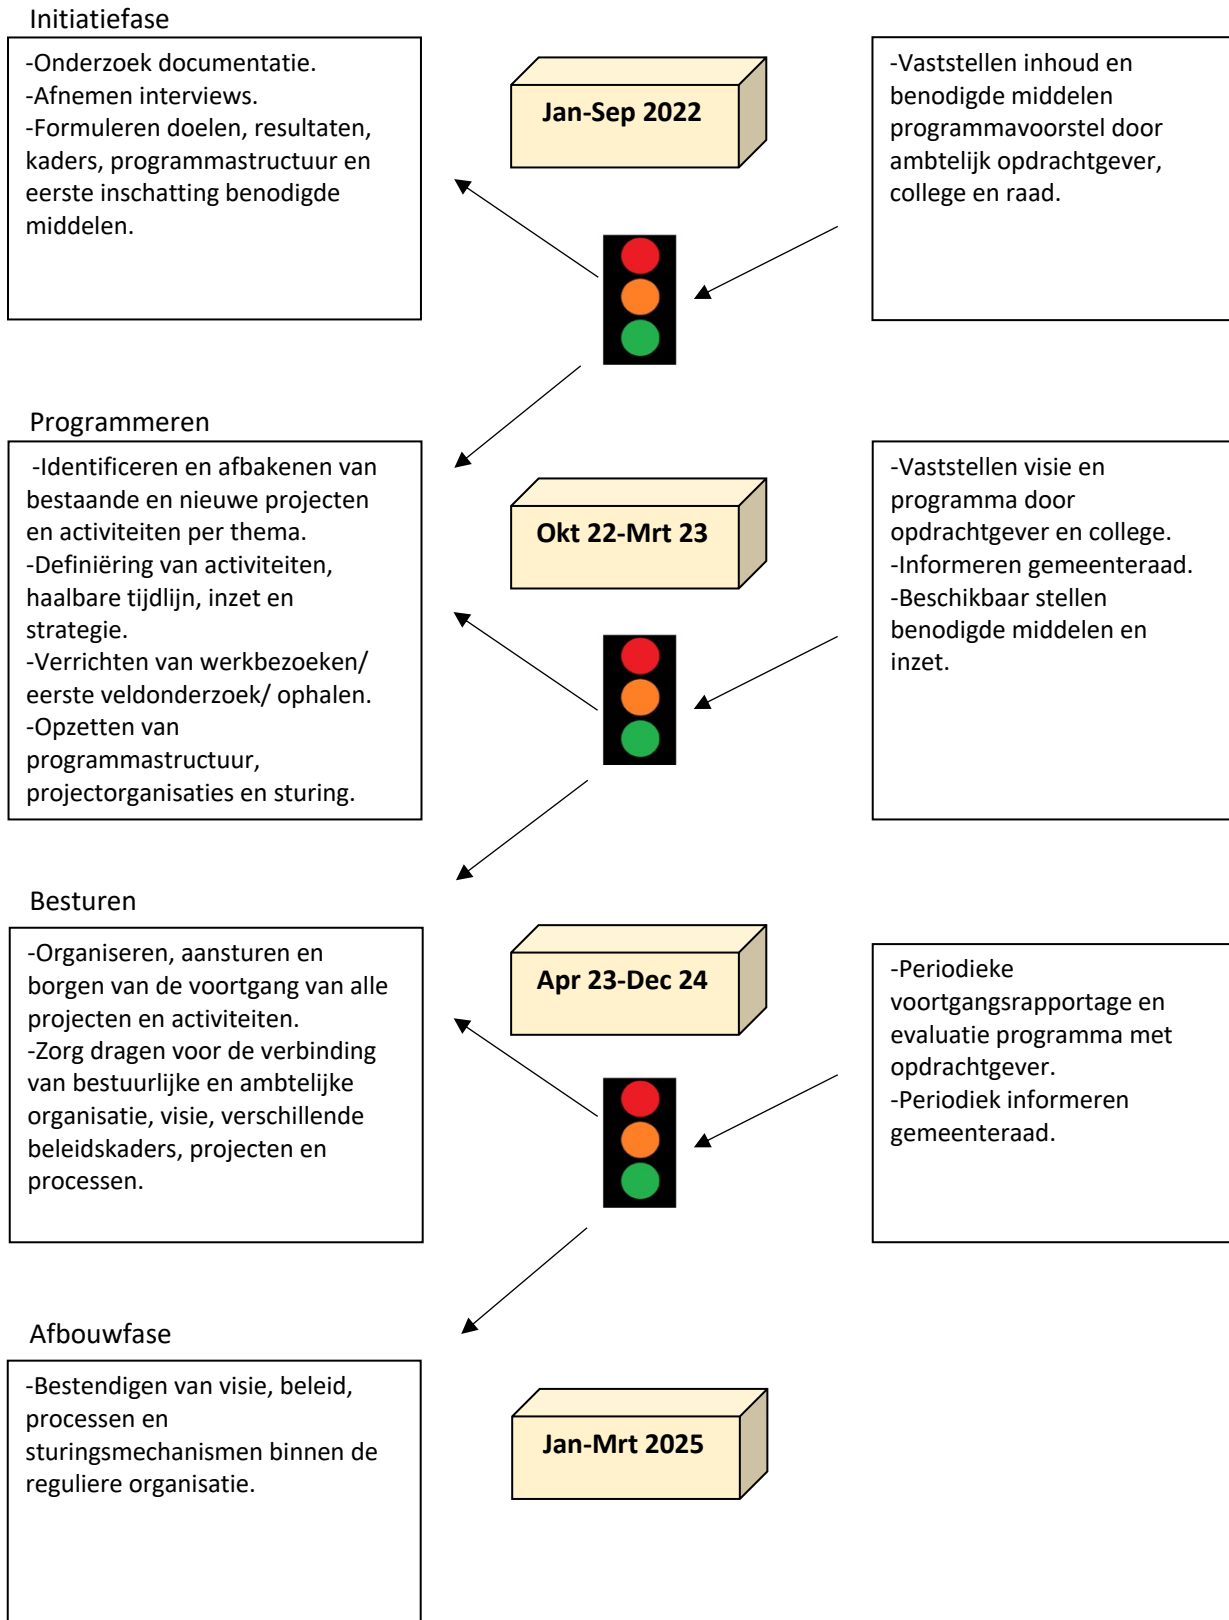 Initiatiefase
-Onderzoek documentatie.
-Afnemen interviews.
-Formuleren doelen, resultaten,
kaders, programmastructuur en
eerste inschatting benodigde
middelen.
Jan-Sep 2022
-Vaststellen inhoud en
benodigde middelen
programmavoorstel door
ambtelijk opdrachtgever,
college en raad.
Programmeren
-Identificeren en afbakenen van
bestaande en nieuwe projecten
en activiteiten per thema.
-Definiëring van activiteiten,
haalbare tijdlijn, inzet en
strategie.
-Verrichten van werkbezoeken/
eerste veldonderzoek/ ophalen.
-Opzetten van
programmastructuur,
projectorganisaties en sturing.
Okt 22-Mrt 23
-Vaststellen visie en
programma door
opdrachtgever en college.
-Informeren gemeenteraad.
-Beschikbaar stellen
benodigde middelen en
inzet.
Besturen
-Organiseren, aansturen en
borgen van de voortgang van alle
projecten en activiteiten.
-Zorg dragen voor de verbinding
van bestuurlijke en ambtelijke
organisatie, visie, verschillende
beleidskaders, projecten en
processen.
Apr 23-Dec 24
-Periodieke
voortgangsrapportage en
evaluatie programma met
opdrachtgever.
-Periodiek informeren
gemeenteraad.
Afbouwfase
-Bestendigen van visie, beleid,
processen en
sturingsmechanismen binnen de
reguliere organisatie.
Jan-Mrt 2025